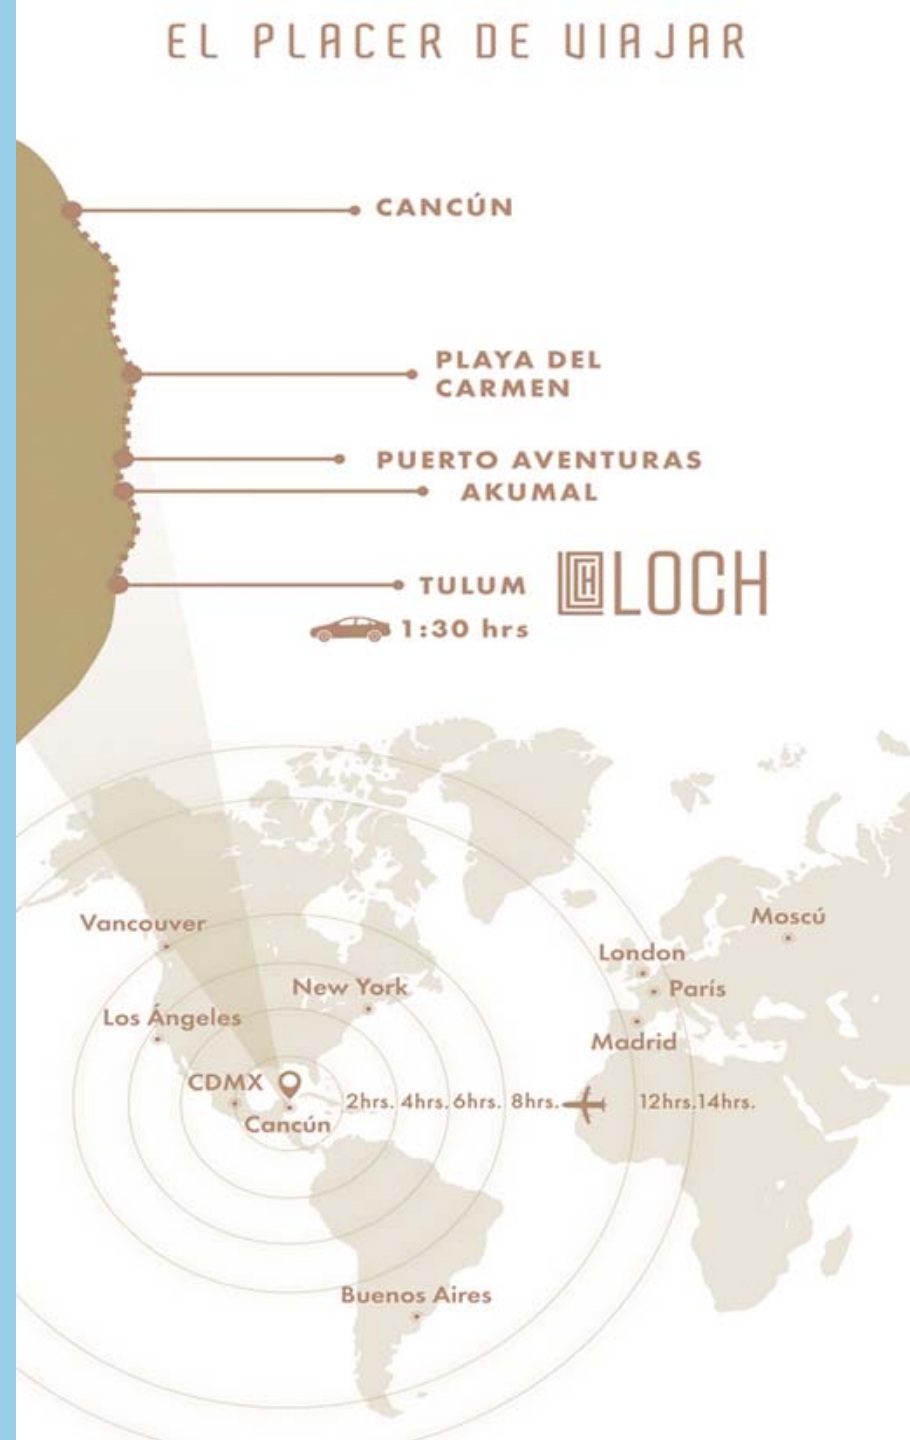 EL PLACER DE VIAJAR
CANCÚN
PLAYA DEL
CARMEN
PUERTO AVENTURAS
AKUMAL
TULUM
LOCH
1:30 hrs
Vancouver
Moscú
London
New York
París
Los Ángeles
Madrid
CDMX
2hrs. 4hrs. 6hrs. 8hrs. 12hrs. 14hrs.
Cancún
Buenos Aires